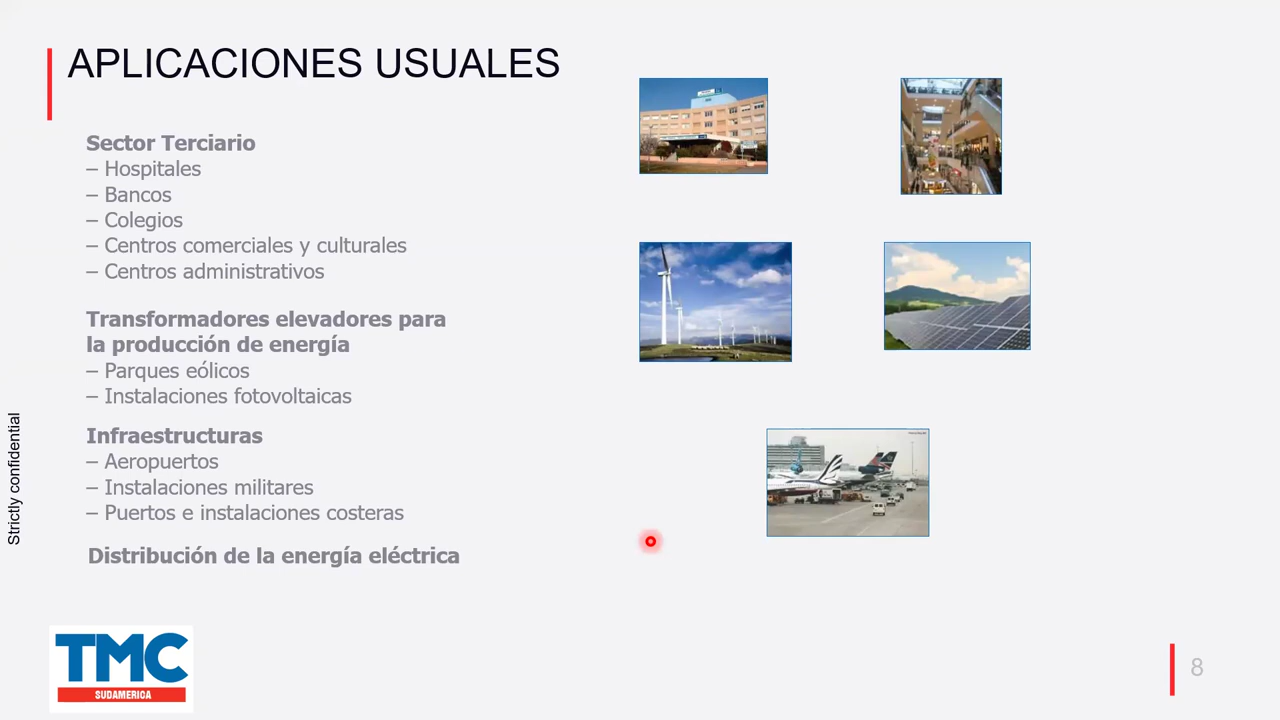 APLICACIONES USUALES
Sector Terciario
– Hospitales
– Bancos
– Colegios
– Centros comerciales y culturales
– Centros administrativos
Transformadores elevadores para
la producción de energía
– Parques eólicos
– Instalaciones fotovoltaicas
Infraestructuras
– Aeropuertos
– Instalaciones militares
– Puertos e instalaciones costeras
Distribución de la energía eléctrica
Strictly confidential
TMC
SUDAMERICA
8